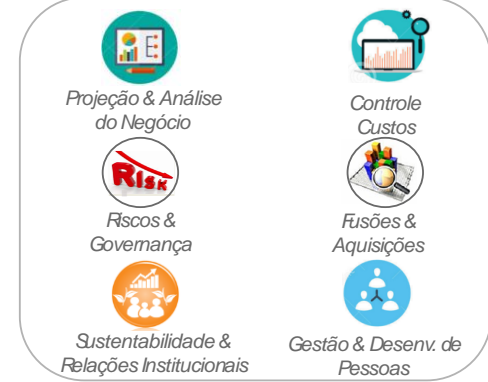 Projeção & Análise
do Negócio
Controle
Custos
RISK
Riscos &
Governança
Fusões &
Aquisições
Sustentabilidade &
Relações Institucionais
Gestão & Desenv. de
Pessoas